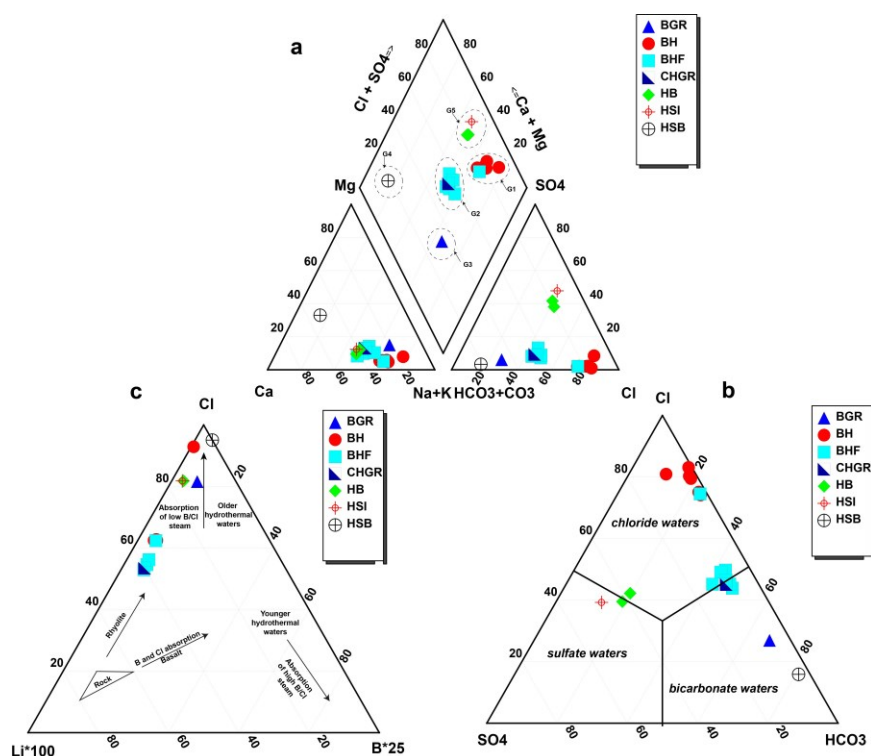 a
80 80
60 60
40 40
20 20
Cl + SO4=>
<=Ca + Mg
G5
G4
G1
G2
G3
Mg
SO4
80
60
40
20
80
60
40
20
80
60
40
20
20
40
60
80
Ca
Na+K
HCO3+CO3
Cl
BGR
BH
BHF
CHGR
HB
HSI
HSB
c
Cl
20
40
60
80
80
60
40
20
60
40
20
Absorption
of low B/Cl
steam
Older
hydrothermal
waters
Younger
hydrothermal
waters
Rhyolite
B and Cl absorption
Basalt
Absorption
of high B/Cl
steam
Rock
Li*100
B*25
BGR
BH
BHF
CHGR
HB
HSI
HSB
b
Cl
80
60
40
20
20
40
60
80
80
60
40
20
chloride waters
sulfate waters
bicarbonate waters
SO4
HCO3
BGR
BH
BHF
CHGR
HB
HSI
HSB